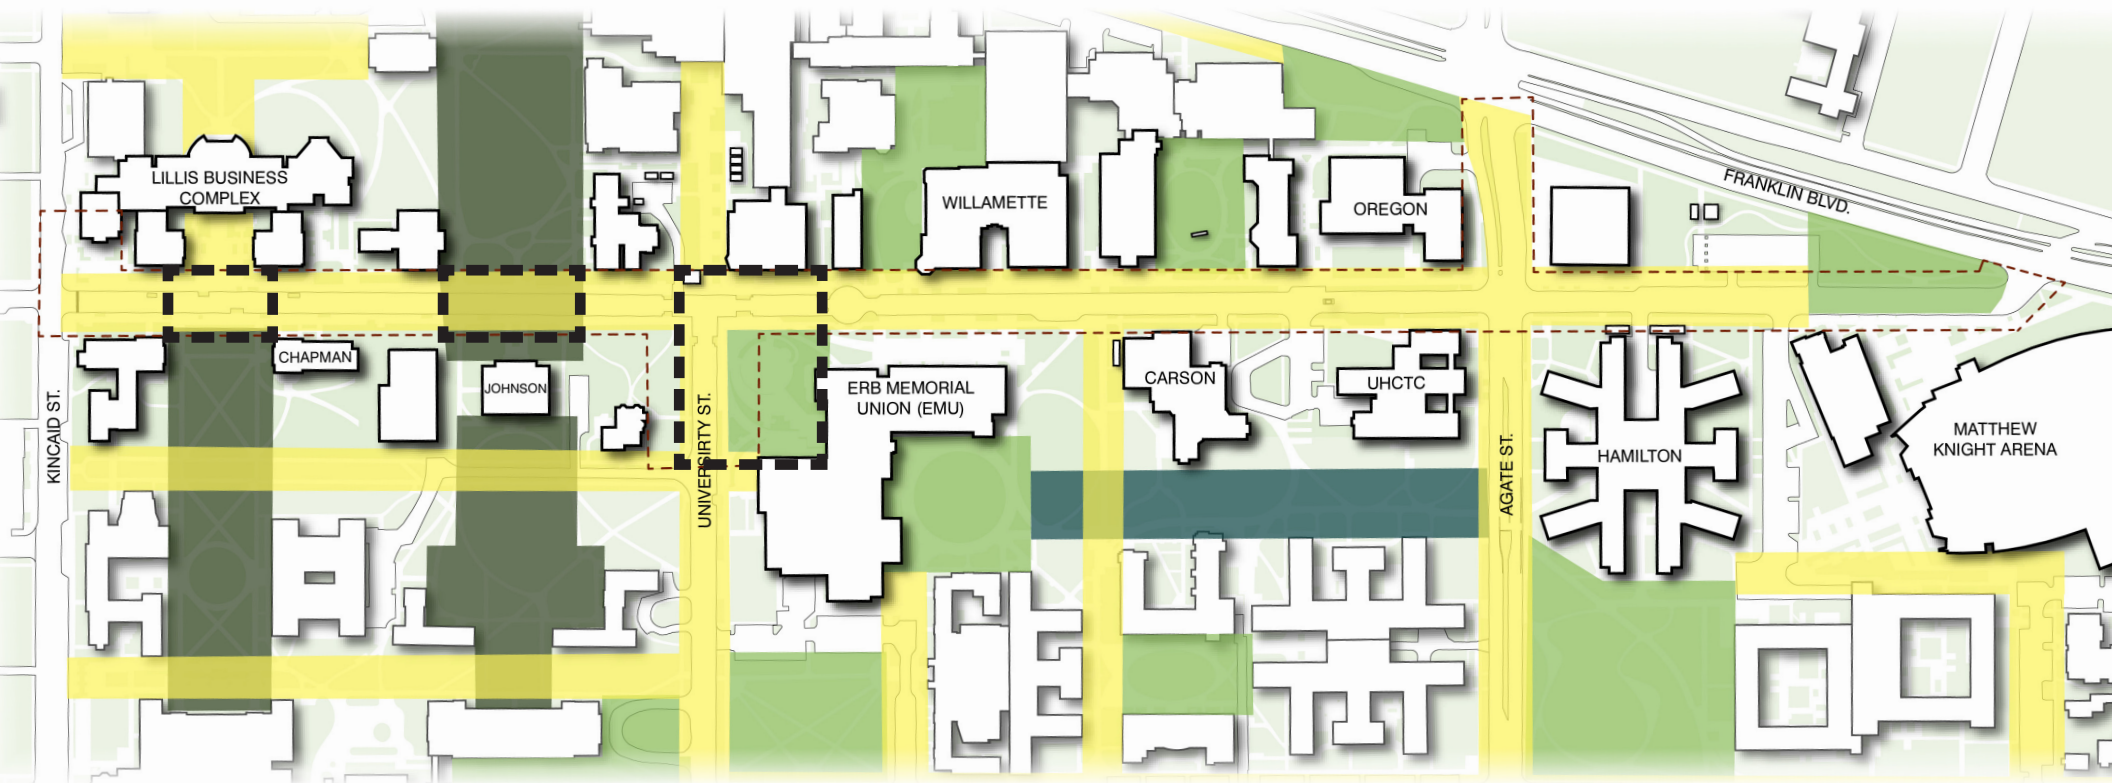 LILLIS BUSINESS
COMPLEX
WILLAMETTE
OREGON
FRANKLIN BLVD.
CHAPMAN
JOHNSON
ERB MEMORIAL
UNION (EMU)
CARSON
UHCTC
HAMILTON
MATTHEW
KNIGHT ARENA
KINCAID ST.
UNIVERSIRTY ST.
AGATE ST.